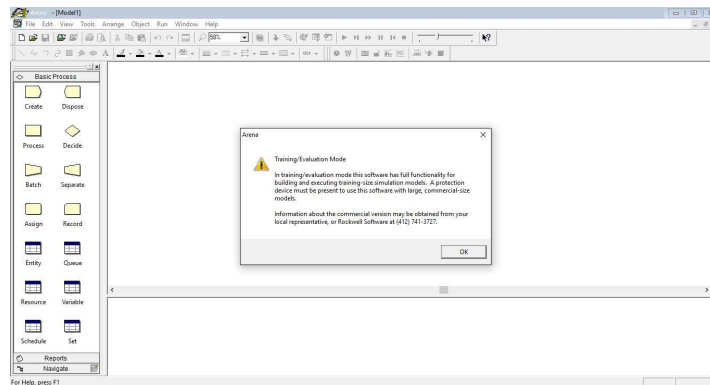 Arena - [Model1]
File Edit View Tools Arrange Object Run Window Help
58%
Basic Process
Create Dispose
Process Decide
Batch Separate
Assign Record
Entity Queue
Resource Variable
Schedule Set
Reports
Navigate
Arena
Training/Evaluation Mode
In training/evaluation mode this software has full functionality for
building and executing training-size simulation models. A protection
device must be present to use this software with large, commercial-size
models.
Information about the commercial version may be obtained from your
local representative, or Rockwell Software at (412) 741-3727.
OK
For Help, press F1